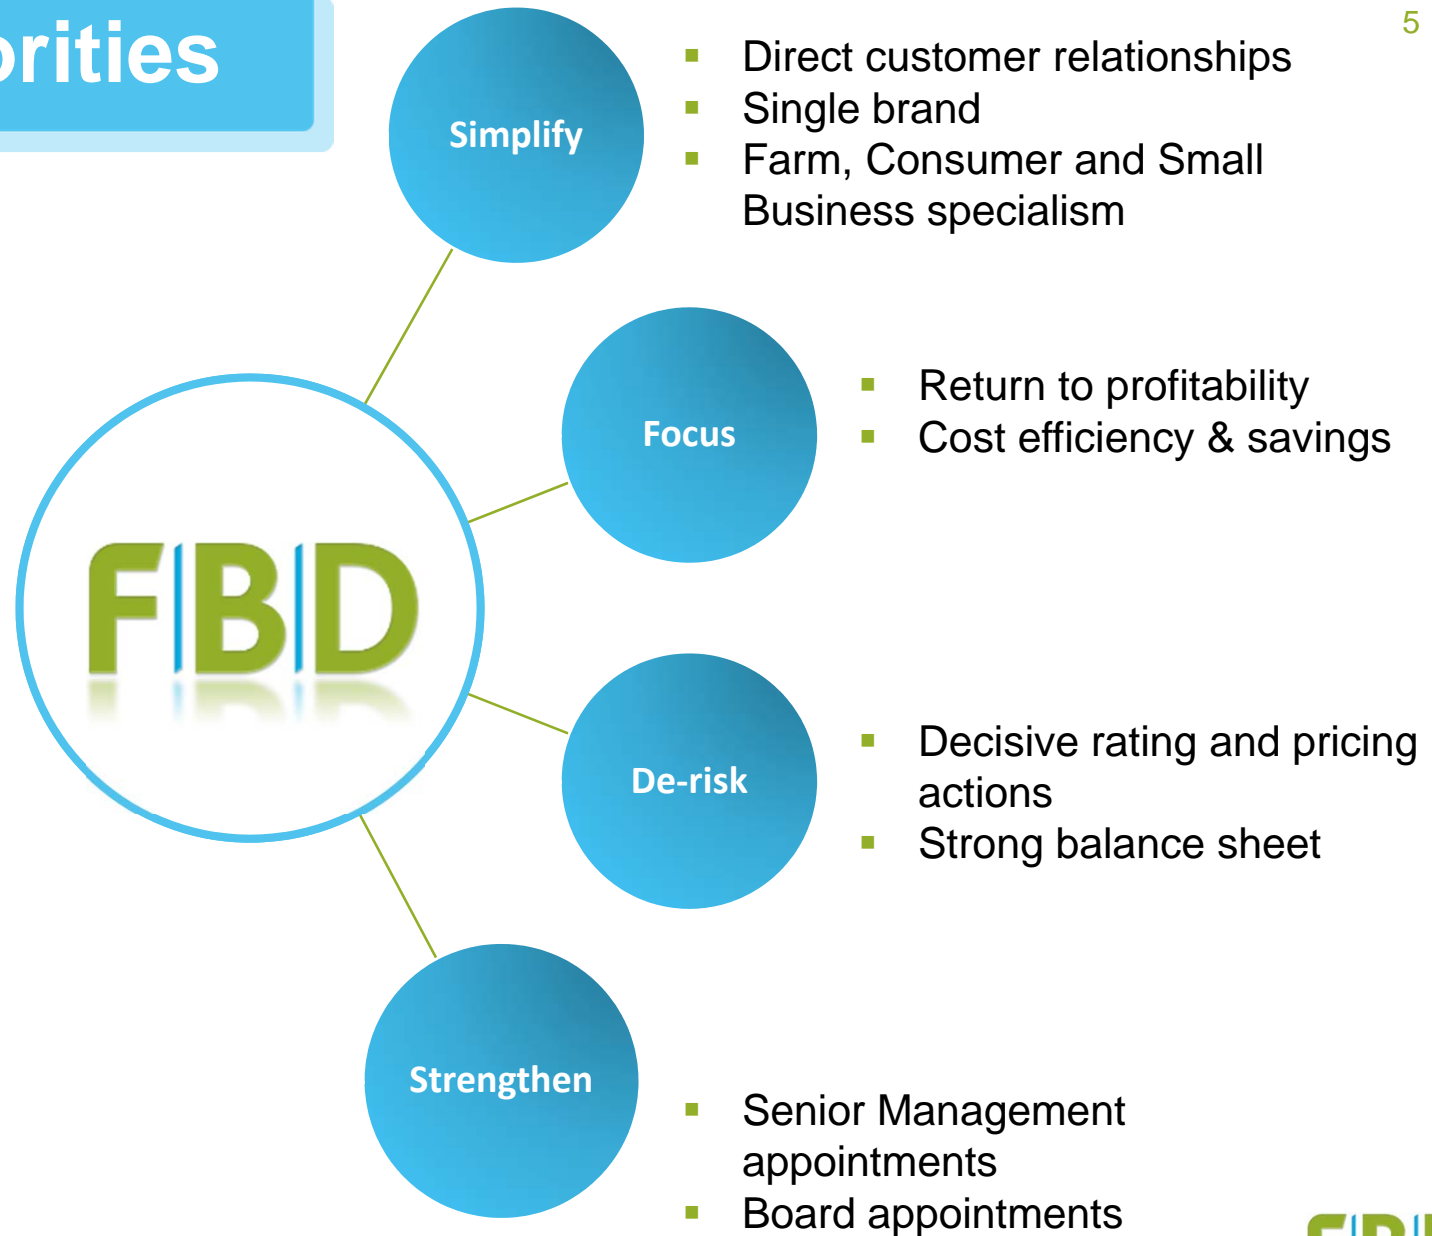 orities
5
Simplify
▪ Direct customer relationships
▪ Single brand
▪ Farm, Consumer and Small
Business specialism
Focus
▪ Return to profitability
▪ Cost efficiency & savings
FBD
De-risk
▪ Decisive rating and pricing
actions
▪ Strong balance sheet
Strengthen
▪ Senior Management
appointments
▪ Board appointments